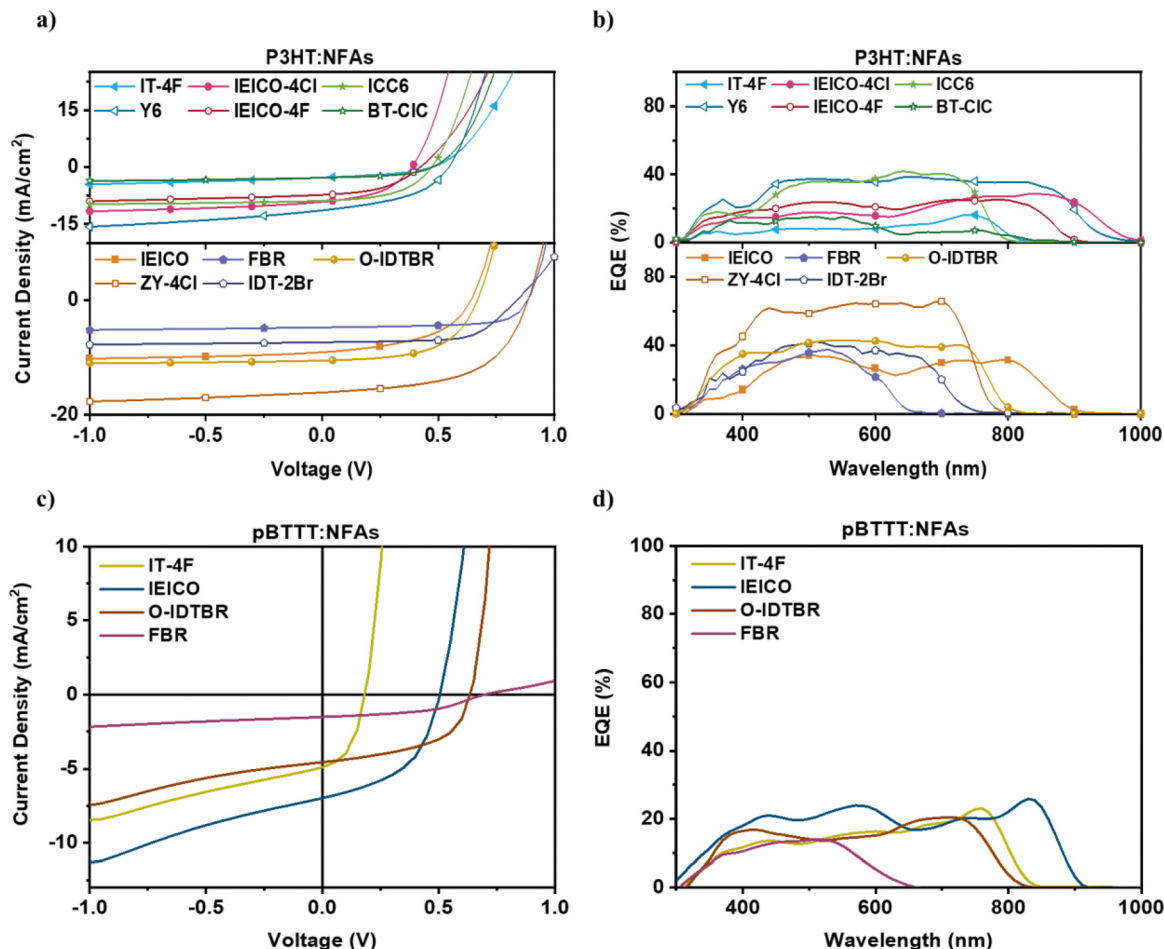 a)
P3HT:NFAs
IT-4F IEICO-4Cl ICC6
Y6 IEICO-4F BT-CIC
15
0
-15
IEICO FBR O-IDTBR
ZY-4Cl IDT-2Br
0
-20
Current Density (mA/cm²)
-1.0 -0.5 0.0 0.5 1.0
Voltage (V)
b)
P3HT:NFAs
IT-4F IEICO-4Cl ICC6
Y6 IEICO-4F BT-CIC
80
40
0
IEICO FBR O-IDTBR
ZY-4Cl IDT-2Br
80
40
0
EQE (%)
400 600 800 1000
Wavelength (nm)
c)
pBTTT:NFAs
IT-4F
IEICO
O-IDTBR
FBR
10
5
0
-5
-10
Current Density (mA/cm²)
-1.0 -0.5 0.0 0.5 1.0
Voltage (V)
d)
pBTTT:NFAs
IT-4F
IEICO
O-IDTBR
FBR
100
80
60
40
20
0
EQE (%)
400 600 800 1000
Wavelength (nm)